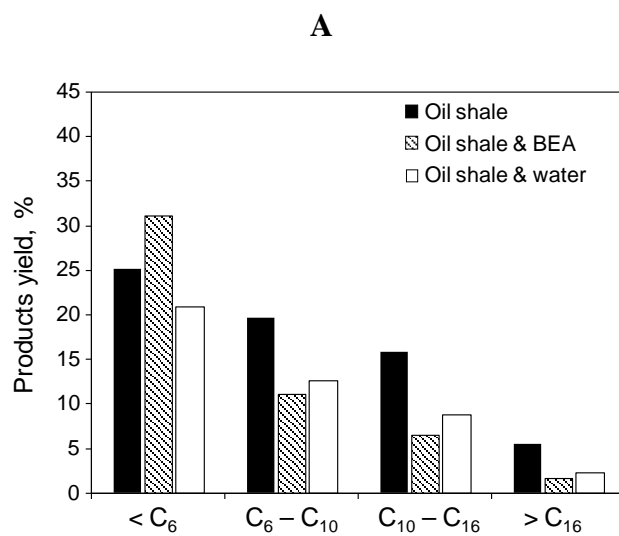 A
Products yield, %
45
40
35
30
25
20
15
10
5
0
Oil shale
Oil shale & BEA
Oil shale & water
< C₆
C₆ – C₁₀
C₁₀ – C₁₆
> C₁₆